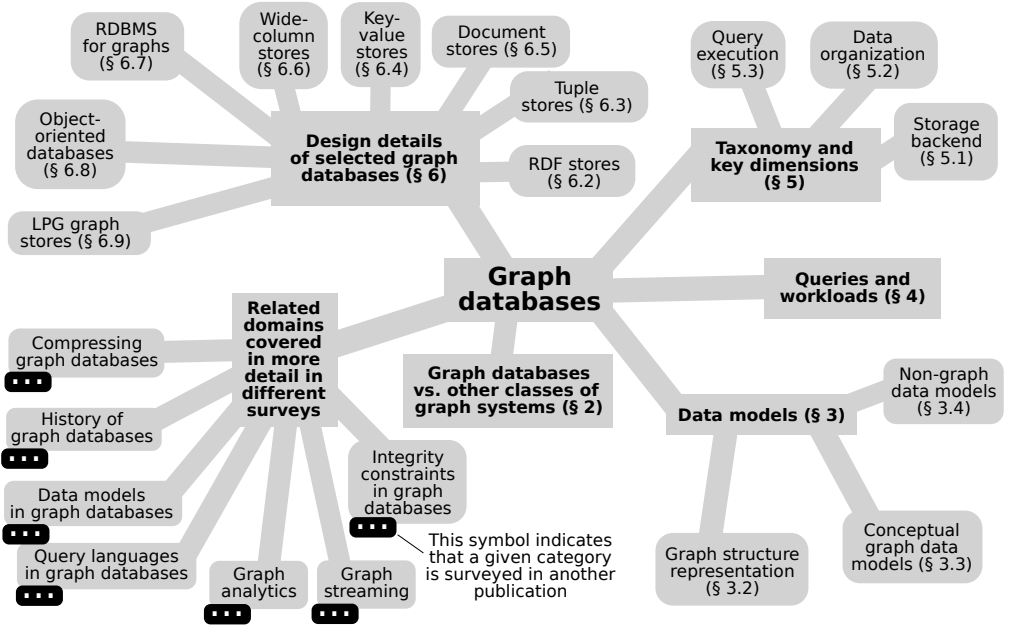 RDBMS
for graphs
(§ 6.7)
Wide-
column
stores
(§ 6.6)
Key-
value
stores
(§ 6.4)
Document
stores (§ 6.5)
Tuple
stores (§ 6.3)
RDF stores
(§ 6.2)
Object-
oriented
databases
(§ 6.8)
LPG graph
stores (§ 6.9)
Design details
of selected graph
databases (§ 6)
Query
execution
(§ 5.3)
Data
organization
(§ 5.2)
Storage
backend
(§ 5.1)
Taxonomy and
key dimensions
(§ 5)
Graph
databases
Queries and
workloads (§ 4)
Related
domains
covered
in more
detail in
different
surveys
Graph databases
vs. other classes of
graph systems (§ 2)
Data models (§ 3)
Non-graph
data models
(§ 3.4)
Conceptual
graph data
models (§ 3.3)
Graph structure
representation
(§ 3.2)
Compressing
graph databases
...
History of
graph databases
...
Data models
in graph databases
...
Query languages
in graph databases
...
Graph
analytics
...
Graph
streaming
...
Integrity
constraints
in graph
databases
...
This symbol indicates
that a given category
is surveyed in another
publication